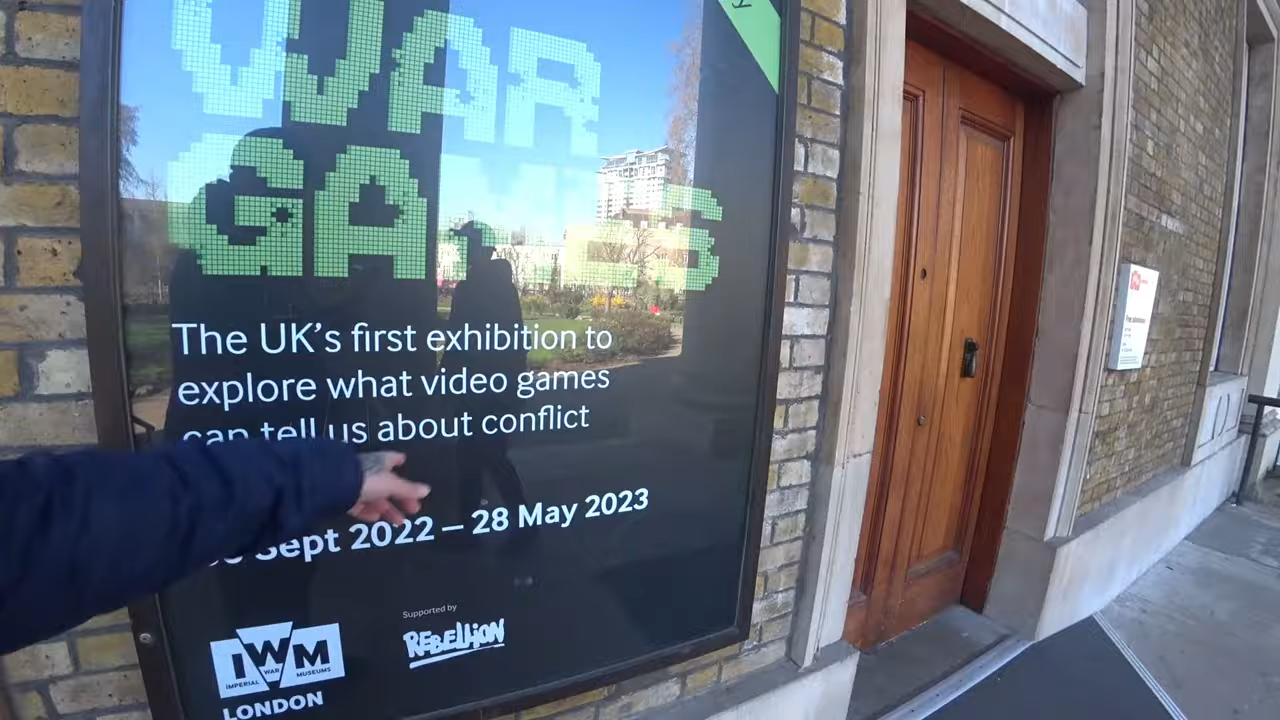 WAR
GAMES
The UK's first exhibition to
explore what video games
can tell us about conflict
Sept 2022 – 28 May 2023
Supported by
REBELLION
IWM
IMPERIAL WAR MUSEUMS
LONDON